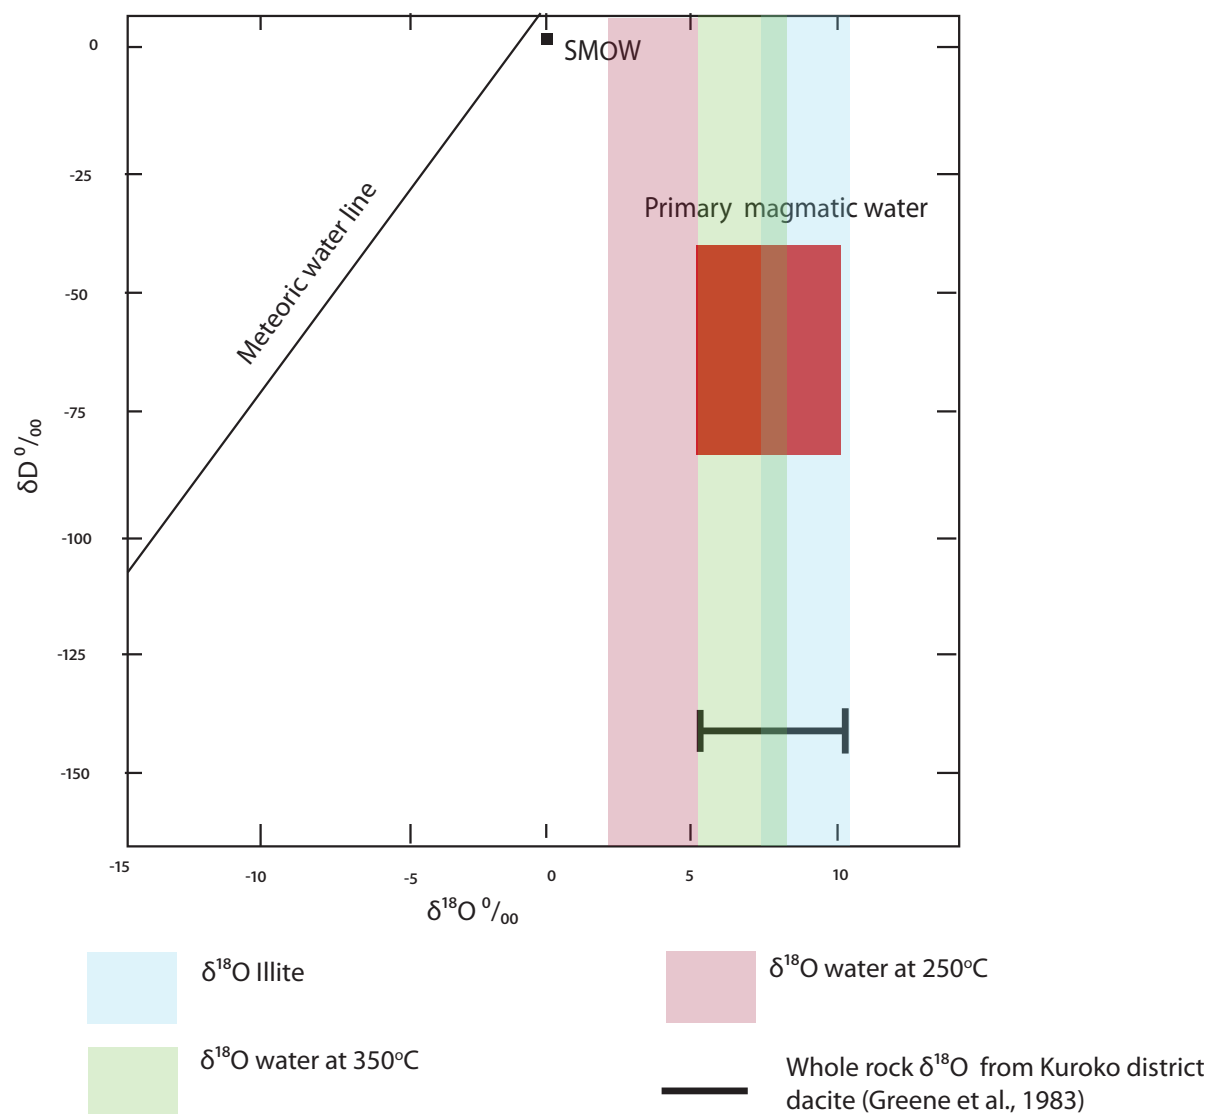 0
SMOW
-25
Primary magmatic water
Meteoric water line
-50
-75
δD ⁰/₀₀
-100
-125
-150
-15
-10
-5
0
5
10
δ¹⁸O ⁰/₀₀
δ¹⁸O Illite
δ¹⁸O water at 250ºC
δ¹⁸O water at 350ºC
Whole rock δ¹⁸O from Kuroko district
dacite (Greene et al., 1983)